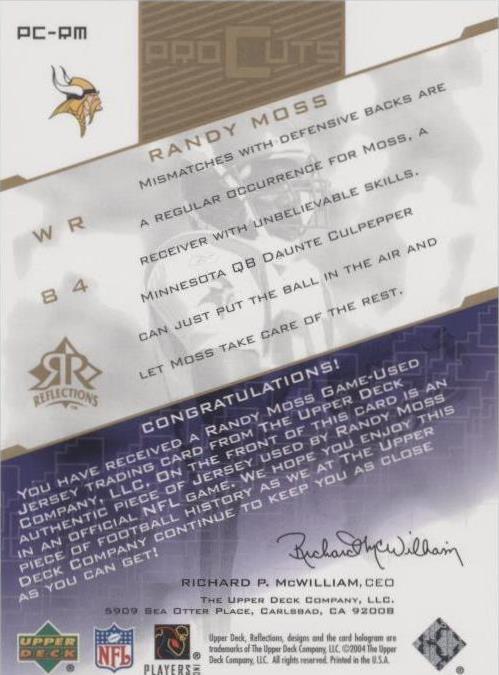 PC-RM
PRO CUTS
RANDY MOSS
MISMATCHES WITH DEFENSIVE BACKS ARE
A REGULAR OCCURRENCE FOR MOSS, A
RECEIVER WITH UNBELIEVABLE SKILLS.
MINNESOTA QB DAUNTE CULPEPPER
CAN JUST PUT THE BALL IN THE AIR AND
LET MOSS TAKE CARE OF THE REST.
WR
84
RR
REFLECTIONS
CONGRATULATIONS!
YOU HAVE RECEIVED A RANDY MOSS GAME-USED
JERSEY TRADING CARD FROM THE UPPER DECK
COMPANY, LLC. ON THE FRONT OF THIS CARD IS AN
AUTHENTIC PIECE OF JERSEY USED BY RANDY MOSS
IN AN OFFICIAL NFL GAME. WE HOPE YOU ENJOY THIS
PIECE OF FOOTBALL HISTORY AS WE AT THE UPPER
DECK COMPANY CONTINUE TO KEEP YOU AS CLOSE
AS YOU CAN GET!
Richard P. McWilliam
RICHARD P. MCWILLIAM, CEO
THE UPPER DECK COMPANY, LLC.
5909 SEA OTTER PLACE, CARLSBAD, CA 92008
UPPER DECK ®
NFL ®
PLAYERS INC
Upper Deck, Reflections, designs and the card hologram are
trademarks of The Upper Deck Company, LLC. ©2004 The Upper
Deck Company, LLC. All rights reserved. Printed in the U.S.A.